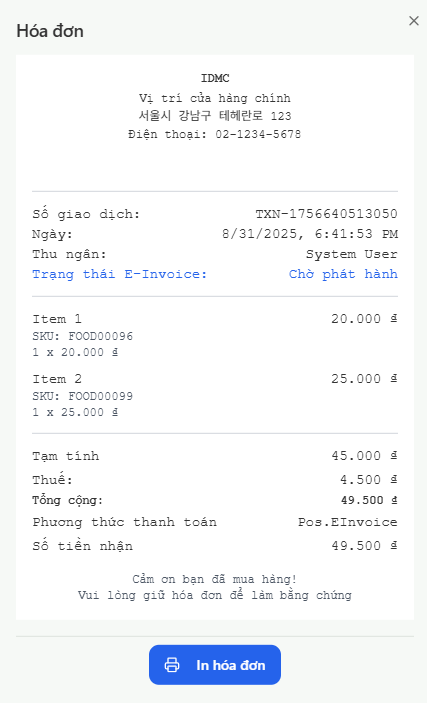 Hóa đơn
IDMC
Vị trí cửa hàng chính
서울시 강남구 테헤란로 123
Điện thoại: 02-1234-5678
Số giao dịch: TXN-1756640513050
Ngày: 8/31/2025, 6:41:53 PM
Thu ngân: System User
Trạng thái E-Invoice: Chờ phát hành
Item 1 20.000 ₫
SKU: FOOD00096
1 x 20.000 ₫
Item 2 25.000 ₫
SKU: FOOD00099
1 x 25.000 ₫
Tạm tính 45.000 ₫
Thuế: 4.500 ₫
Tổng cộng: 49.500 ₫
Phương thức thanh toán Pos.EInvoice
Số tiền nhận 49.500 ₫
Cảm ơn bạn đã mua hàng!
Vui lòng giữ hóa đơn để làm bằng chứng
In hóa đơn